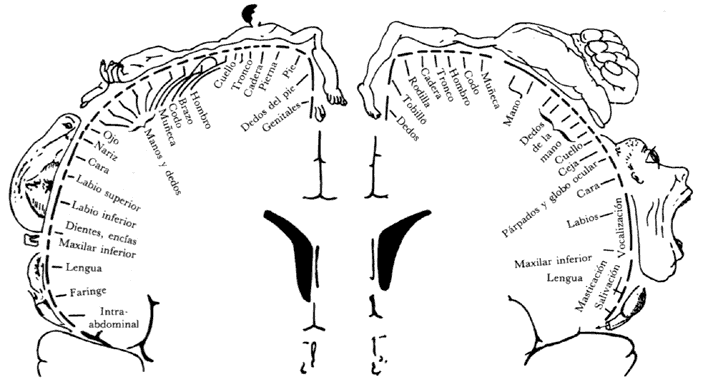 Cuello
Tronco
Cadera
Pierna
Pie
Dedos del pie
Genitales
Hombro
Brazo
Codo
Muñeca
Manos y dedos
Ojo
Nariz
Cara
Labio superior
Labio inferior
Dientes, encías
Maxilar inferior
Lengua
Faringe
Intra-
abdominal
Dedos
Tobillo
Rodilla
Cadera
Tronco
Hombro
Codo
Muñeca
Mano
Dedos
de la
mano
Cuello
Ceja
Párpados y globo ocular
Cara
Labios
Vocalización
Maxilar inferior
Lengua
Masticación
Salivación